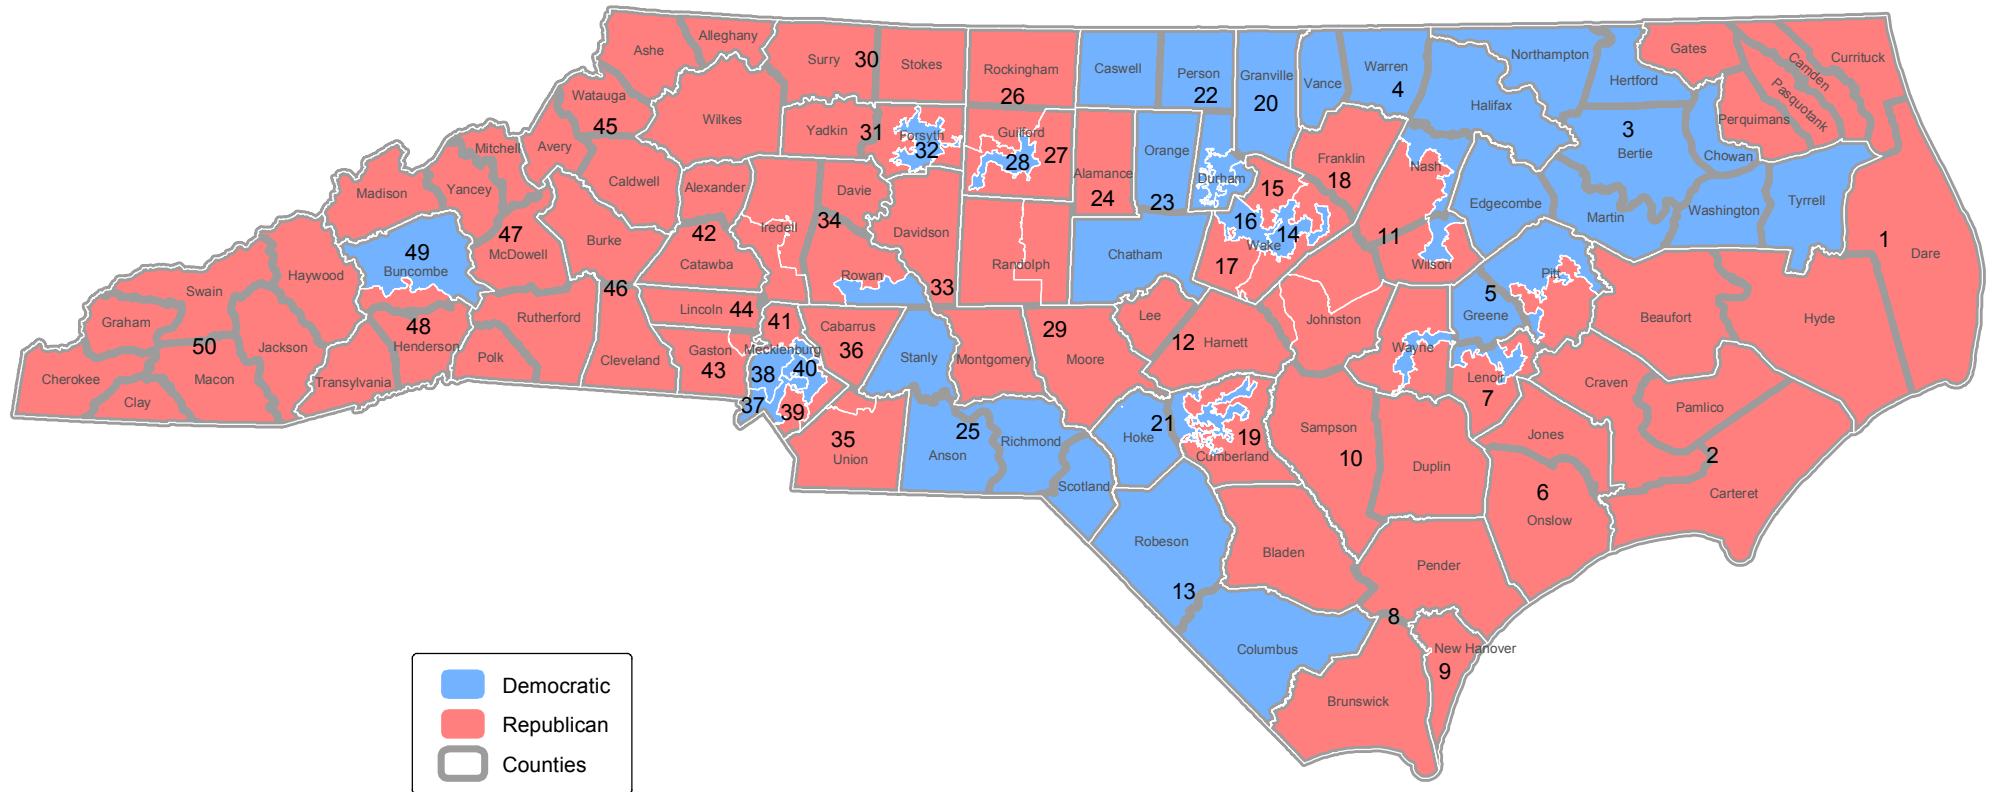 Ashe
Alleghany
Surry
30
Stokes
Rockingham
26
Caswell
Person
22
Granville
20
Vance
Warren
4
Northampton
Hertford
Gates
Camden
Currituck
Pasquotank
Perquimans
Halifax
3
Bertie
Chowan
Watauga
45
Wilkes
Yadkin
31
Forsyth
32
Guilford
28
27
Alamance
24
Orange
23
Durham
Franklin
18
Nash
Mitchell
Avery
Yancey
Madison
Caldwell
Alexander
Davie
34
Iredell
Davidson
33
Randolph
Chatham
15
16
14
Wake
17
11
Wilson
Edgecombe
Martin
Washington
Tyrrell
1
Dare
49
Buncombe
47
McDowell
Burke
42
Catawba
Rowan
46
Haywood
Swain
Graham
50
Jackson
Cherokee
Macon
Clay
Transylvania
48
Henderson
Polk
Rutherford
Cleveland
Lincoln
44
Gaston
43
41
Mecklenburg
38
40
37
39
Cabarrus
36
Stanly
Montgomery
29
Moore
Lee
12
Harnett
Johnston
Wayne
5
Greene
Pitt
Lenoir
7
Beaufort
Hyde
Craven
Pamlico
2
Carteret
Jones
6
Onslow
35
Union
25
Anson
Richmond
Scotland
Hoke
21
19
Cumberland
Sampson
10
Duplin
Robeson
13
Bladen
Pender
8
Columbus
New Hanover
9
Brunswick
Democratic
Republican
Counties